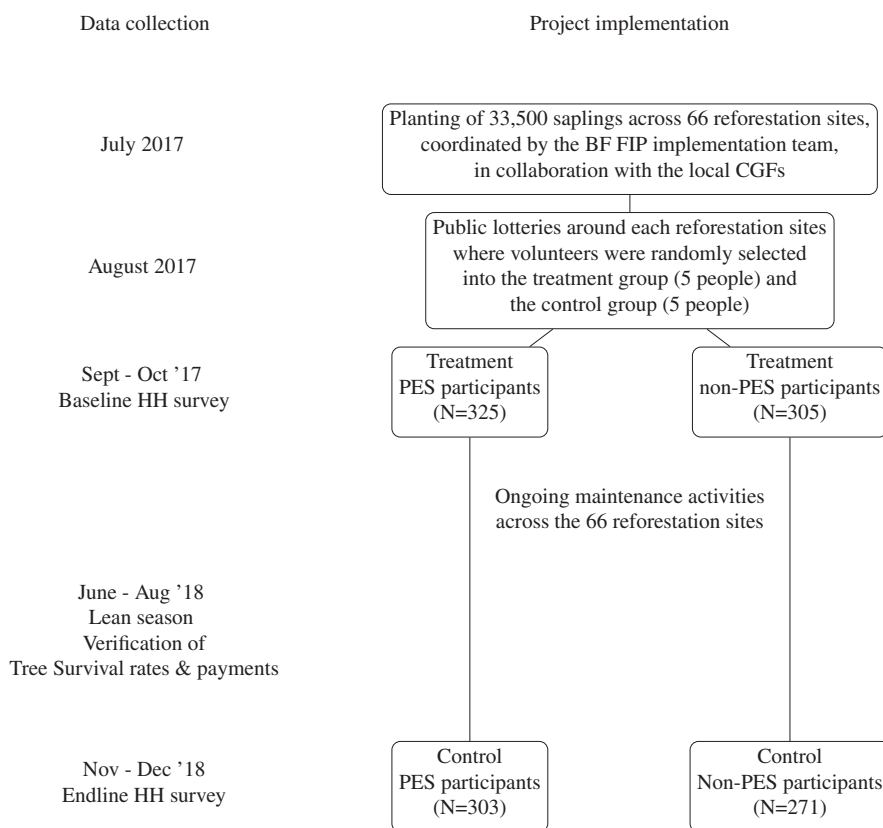 Data collection
Project implementation
July 2017
Planting of 33,500 saplings across 66 reforestation sites,
coordinated by the BF FIP implementation team,
in collaboration with the local CGFs
August 2017
Public lotteries around each reforestation sites
where volunteers were randomly selected
into the treatment group (5 people) and
the control group (5 people)
Sept - Oct '17
Baseline HH survey
Treatment
PES participants
(N=325)
Treatment
non-PES participants
(N=305)
Ongoing maintenance activities
across the 66 reforestation sites
June - Aug '18
Lean season
Verification of
Tree Survival rates & payments
Nov - Dec '18
Endline HH survey
Control
PES participants
(N=303)
Control
Non-PES participants
(N=271)